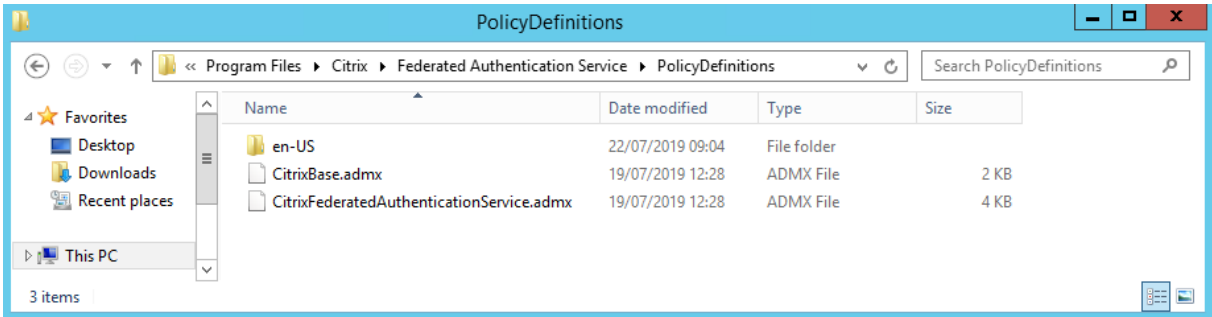 PolicyDefinitions
« Program Files Citrix Federated Authentication Service PolicyDefinitions Search PolicyDefinitions
Name Date modified Type Size
Favorites
Desktop
Downloads
Recent places
This PC
en-US 22/07/2019 09:04 File folder
CitrixBase.admx 19/07/2019 12:28 ADMX File 2 KB
CitrixFederatedAuthenticationService.admx 19/07/2019 12:28 ADMX File 4 KB
3 items